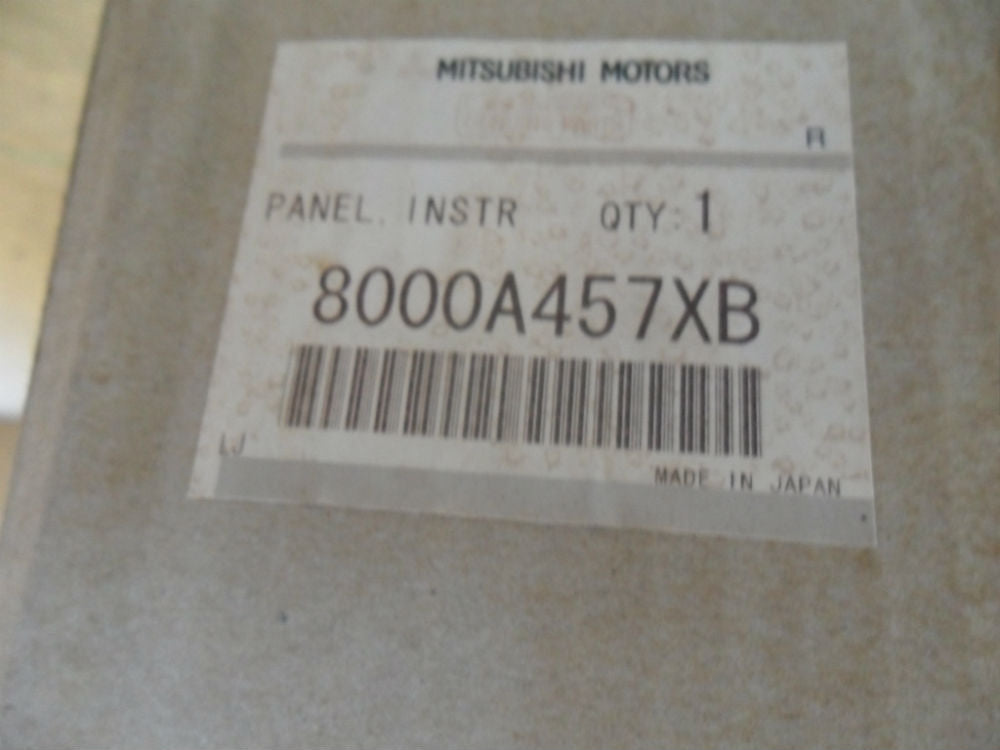 MITSUBISHI MOTORS
R
PANEL, INSTR QTY:1
8000A457XB
LJ
MADE IN JAPAN